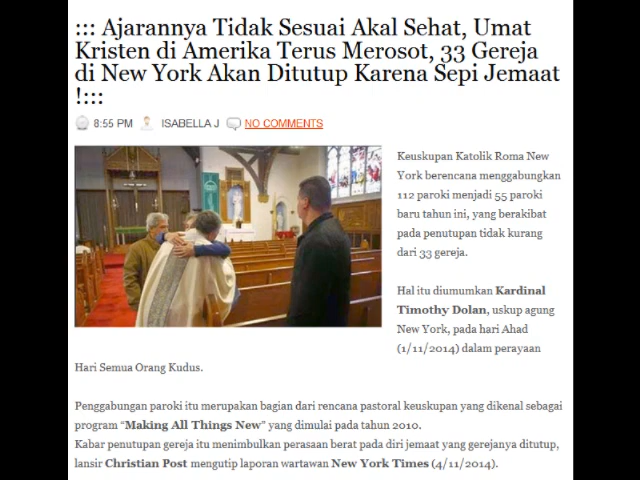 ::: Ajarannya Tidak Sesuai Akal Sehat, Umat
Kristen di Amerika Terus Merosot, 33 Gereja
di New York Akan Ditutup Karena Sepi Jemaat
!:::
8:55 PM ISABELLA J NO COMMENTS
Keuskupan Katolik Roma New
York berencana menggabungkan
112 paroki menjadi 55 paroki
baru tahun ini, yang berakibat
pada penutupan tidak kurang
dari 33 gereja.
Hal itu diumumkan Kardinal
Timothy Dolan, uskup agung
New York, pada hari Ahad
(1/11/2014) dalam perayaan
Hari Semua Orang Kudus.
Penggabungan paroki itu merupakan bagian dari rencana pastoral keuskupan yang dikenal sebagai
program “Making All Things New” yang dimulai pada tahun 2010.
Kabar penutupan gereja itu menimbulkan perasaan berat pada diri jemaat yang gerejanya ditutup,
lansir Christian Post mengutip laporan wartawan New York Times (4/11/2014).